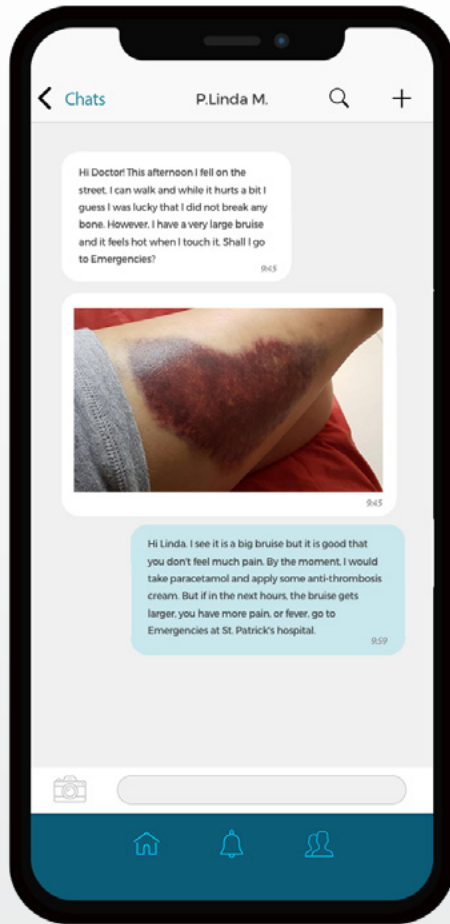 Chats
P.Linda M.
Hi Doctor! This afternoon I fell on the
street, I can walk and while it hurts a bit I
guess I was lucky that I did not break any
bone. However, I have a very large bruise
and it feels hot when I touch it. Shall I go
to Emergencies?
9:45
9:45
Hi Linda. I see it is a big bruise but it is good that
you don't feel much pain. By the moment, I would
take paracetamol and apply some anti-thrombosis
cream. But if in the next hours, the bruise gets
larger, you have more pain, or fever, go to
Emergencies at St. Patrick's hospital.
9:59